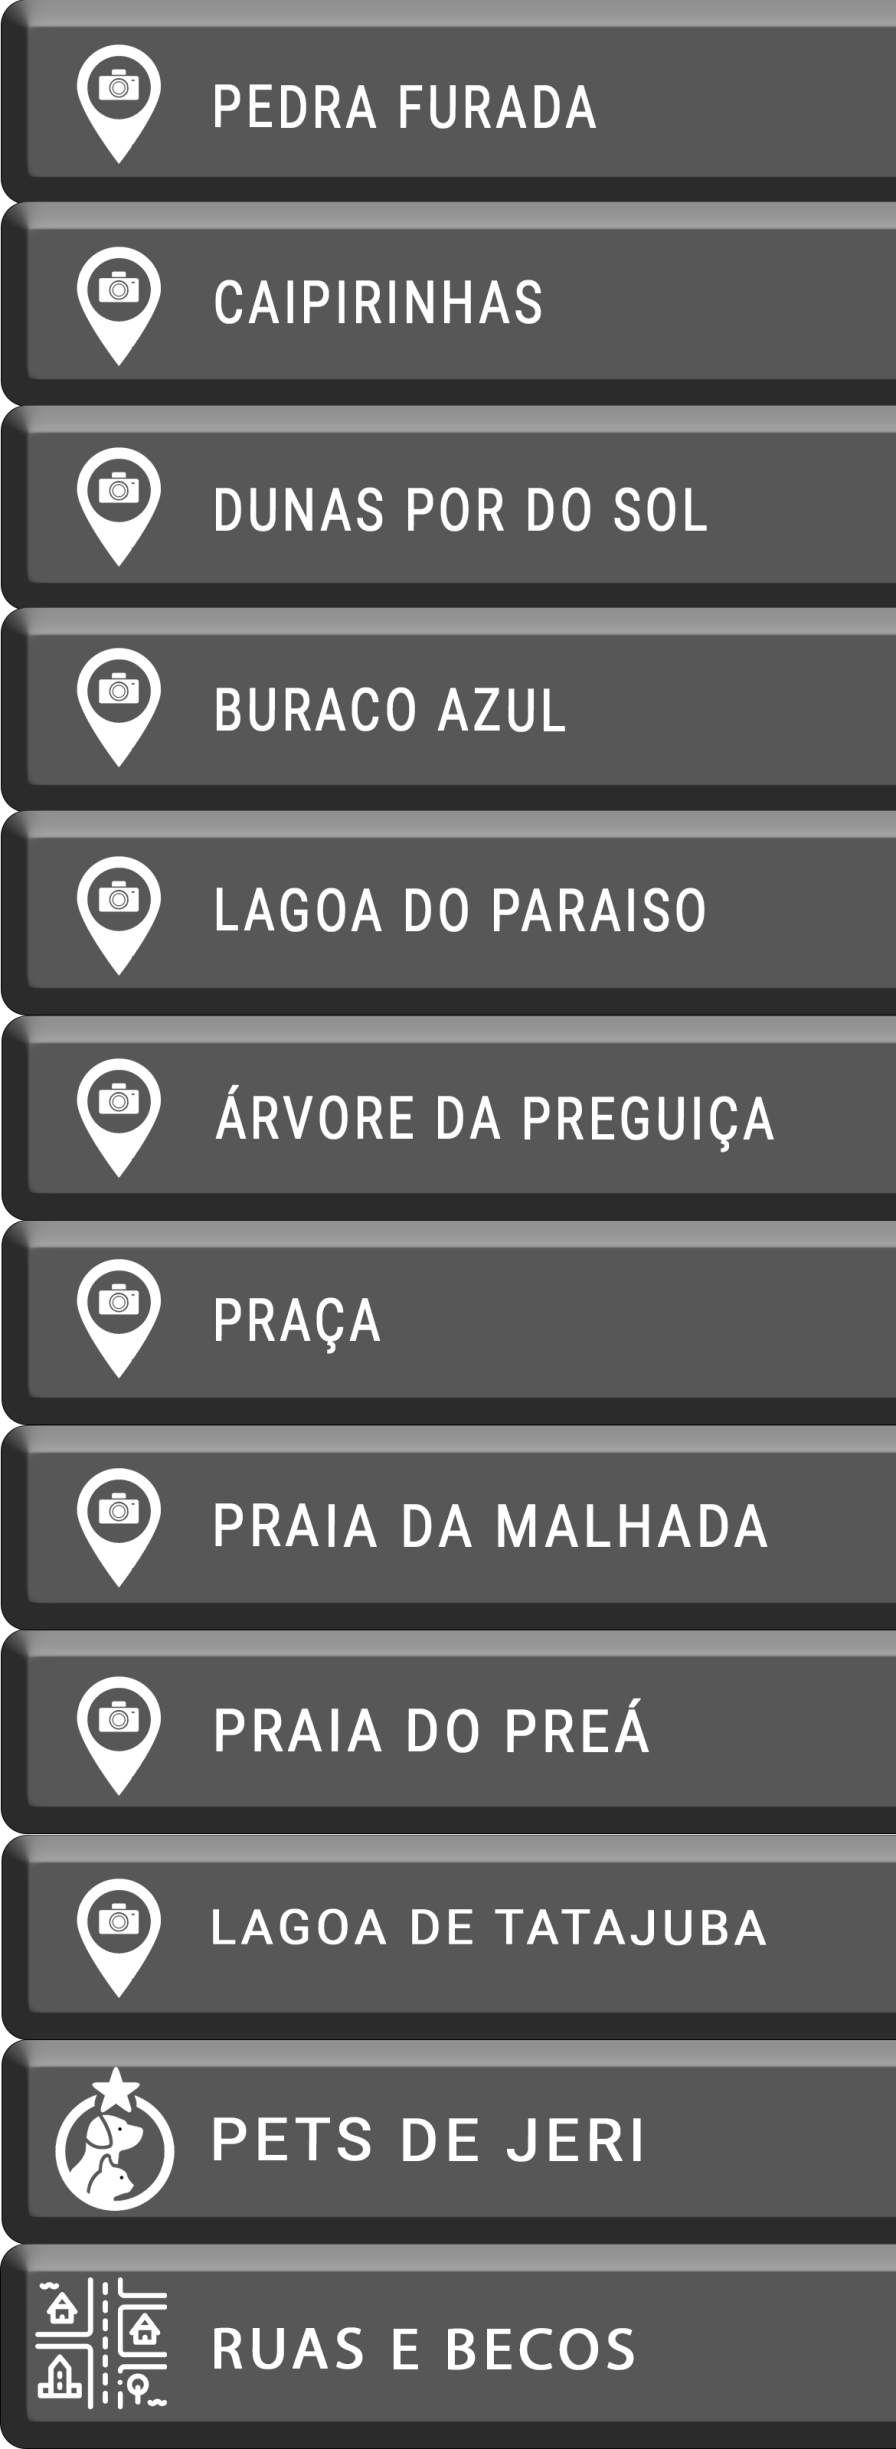 PEDRA FURADA
CAIPIRINHAS
DUNAS POR DO SOL
BURACO AZUL
LAGOA DO PARAISO
ÁRVORE DA PREGUIÇA
PRAÇA
PRAIA DA MALHADA
PRAIA DO PREÁ
LAGOA DE TATAJUBA
PETS DE JERI
RUAS E BECOS